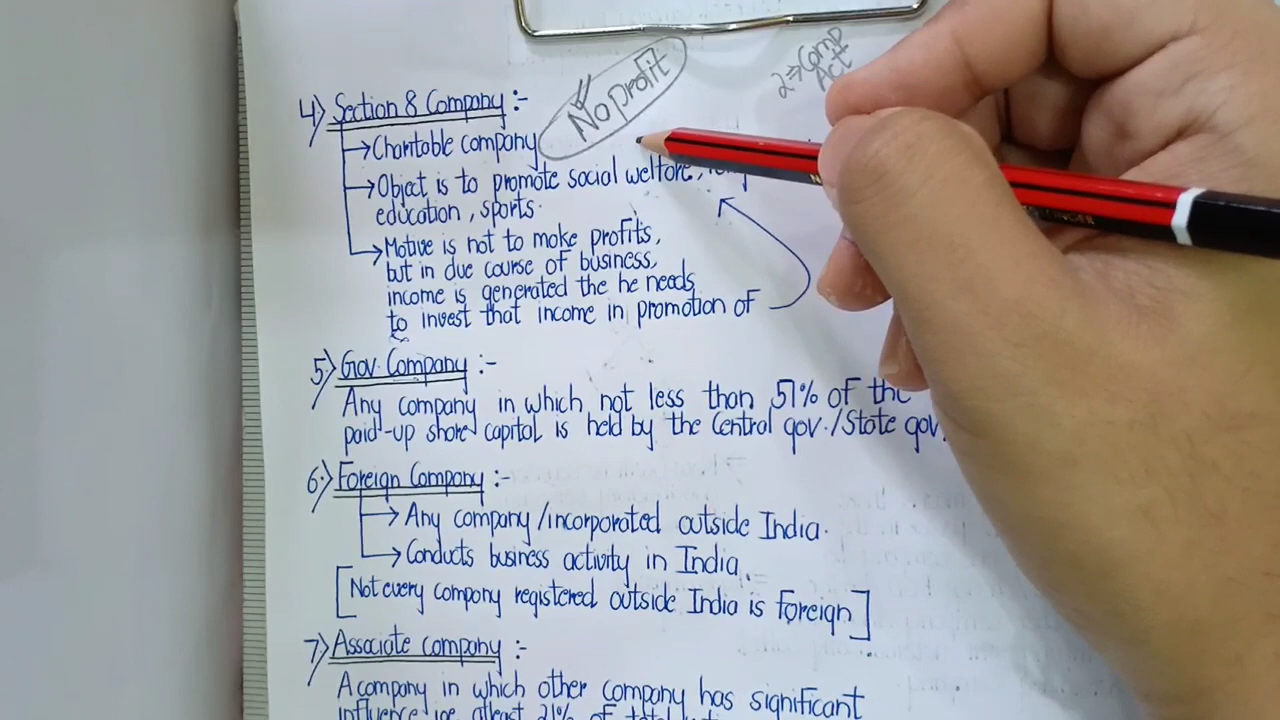 No profit
2⇒Comp
Act
4) Section 8 Company :-
→ Charitable company
→ Object is to promote social welfare,
education, sports.
→ Motive is not to make profits,
but in due course of business,
income is generated the he needs
to invest that income in promotion of
5) Gov. Company :-
Any company in which not less than 51% of the
paid-up share capital is held by the Central gov./State gov.
6) Foreign Company :-
→ Any company/incorporated outside India.
→ Conducts business activity in India.
[Not every company registered outside India is Foreign]
7) Associate company :-
A company in which other company has significant
influence